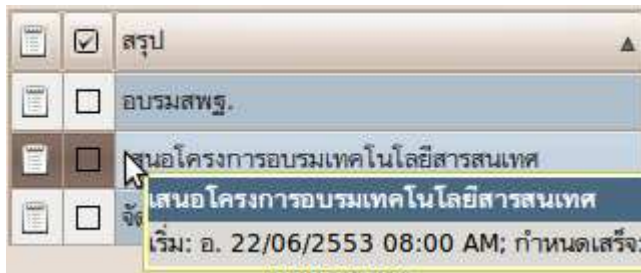 สรุป
อบรมสพฐ.
เสนอโครงการอบรมเทคโนโลยีสารสนเทศ
เสนอโครงการอบรมเทคโนโลยีสารสนเทศ
เริ่ม: อ. 22/06/2553 08:00 AM; กำหนดเสร็จ: